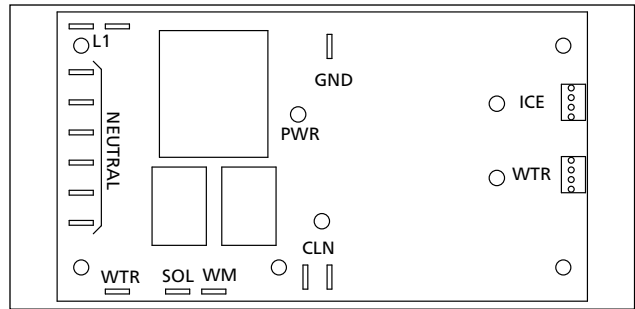 L1
GND
ICE
PWR
NEUTRAL
WTR
CLN
WTR SOL WM